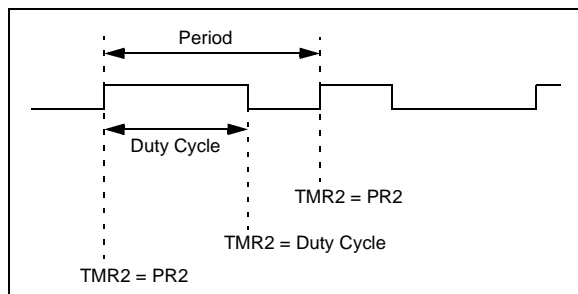 Period
Duty Cycle
TMR2 = PR2
TMR2 = Duty Cycle
TMR2 = PR2